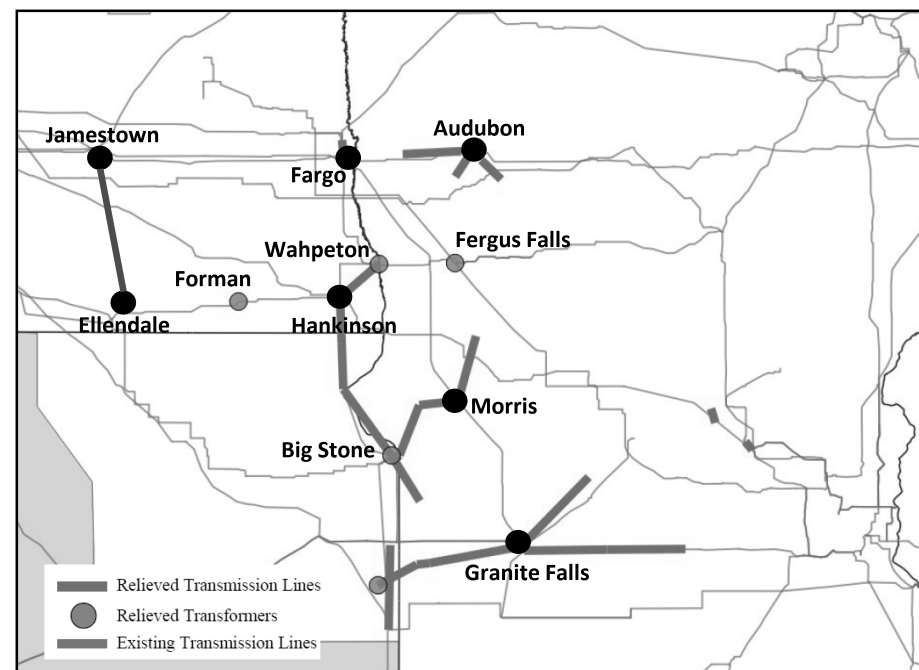 Jamestown
Audubon
Fargo
Wahpeton
Fergus Falls
Forman
Ellendale
Hankinson
Morris
Big Stone
Granite Falls
Relieved Transmission Lines
Relieved Transformers
Existing Transmission Lines